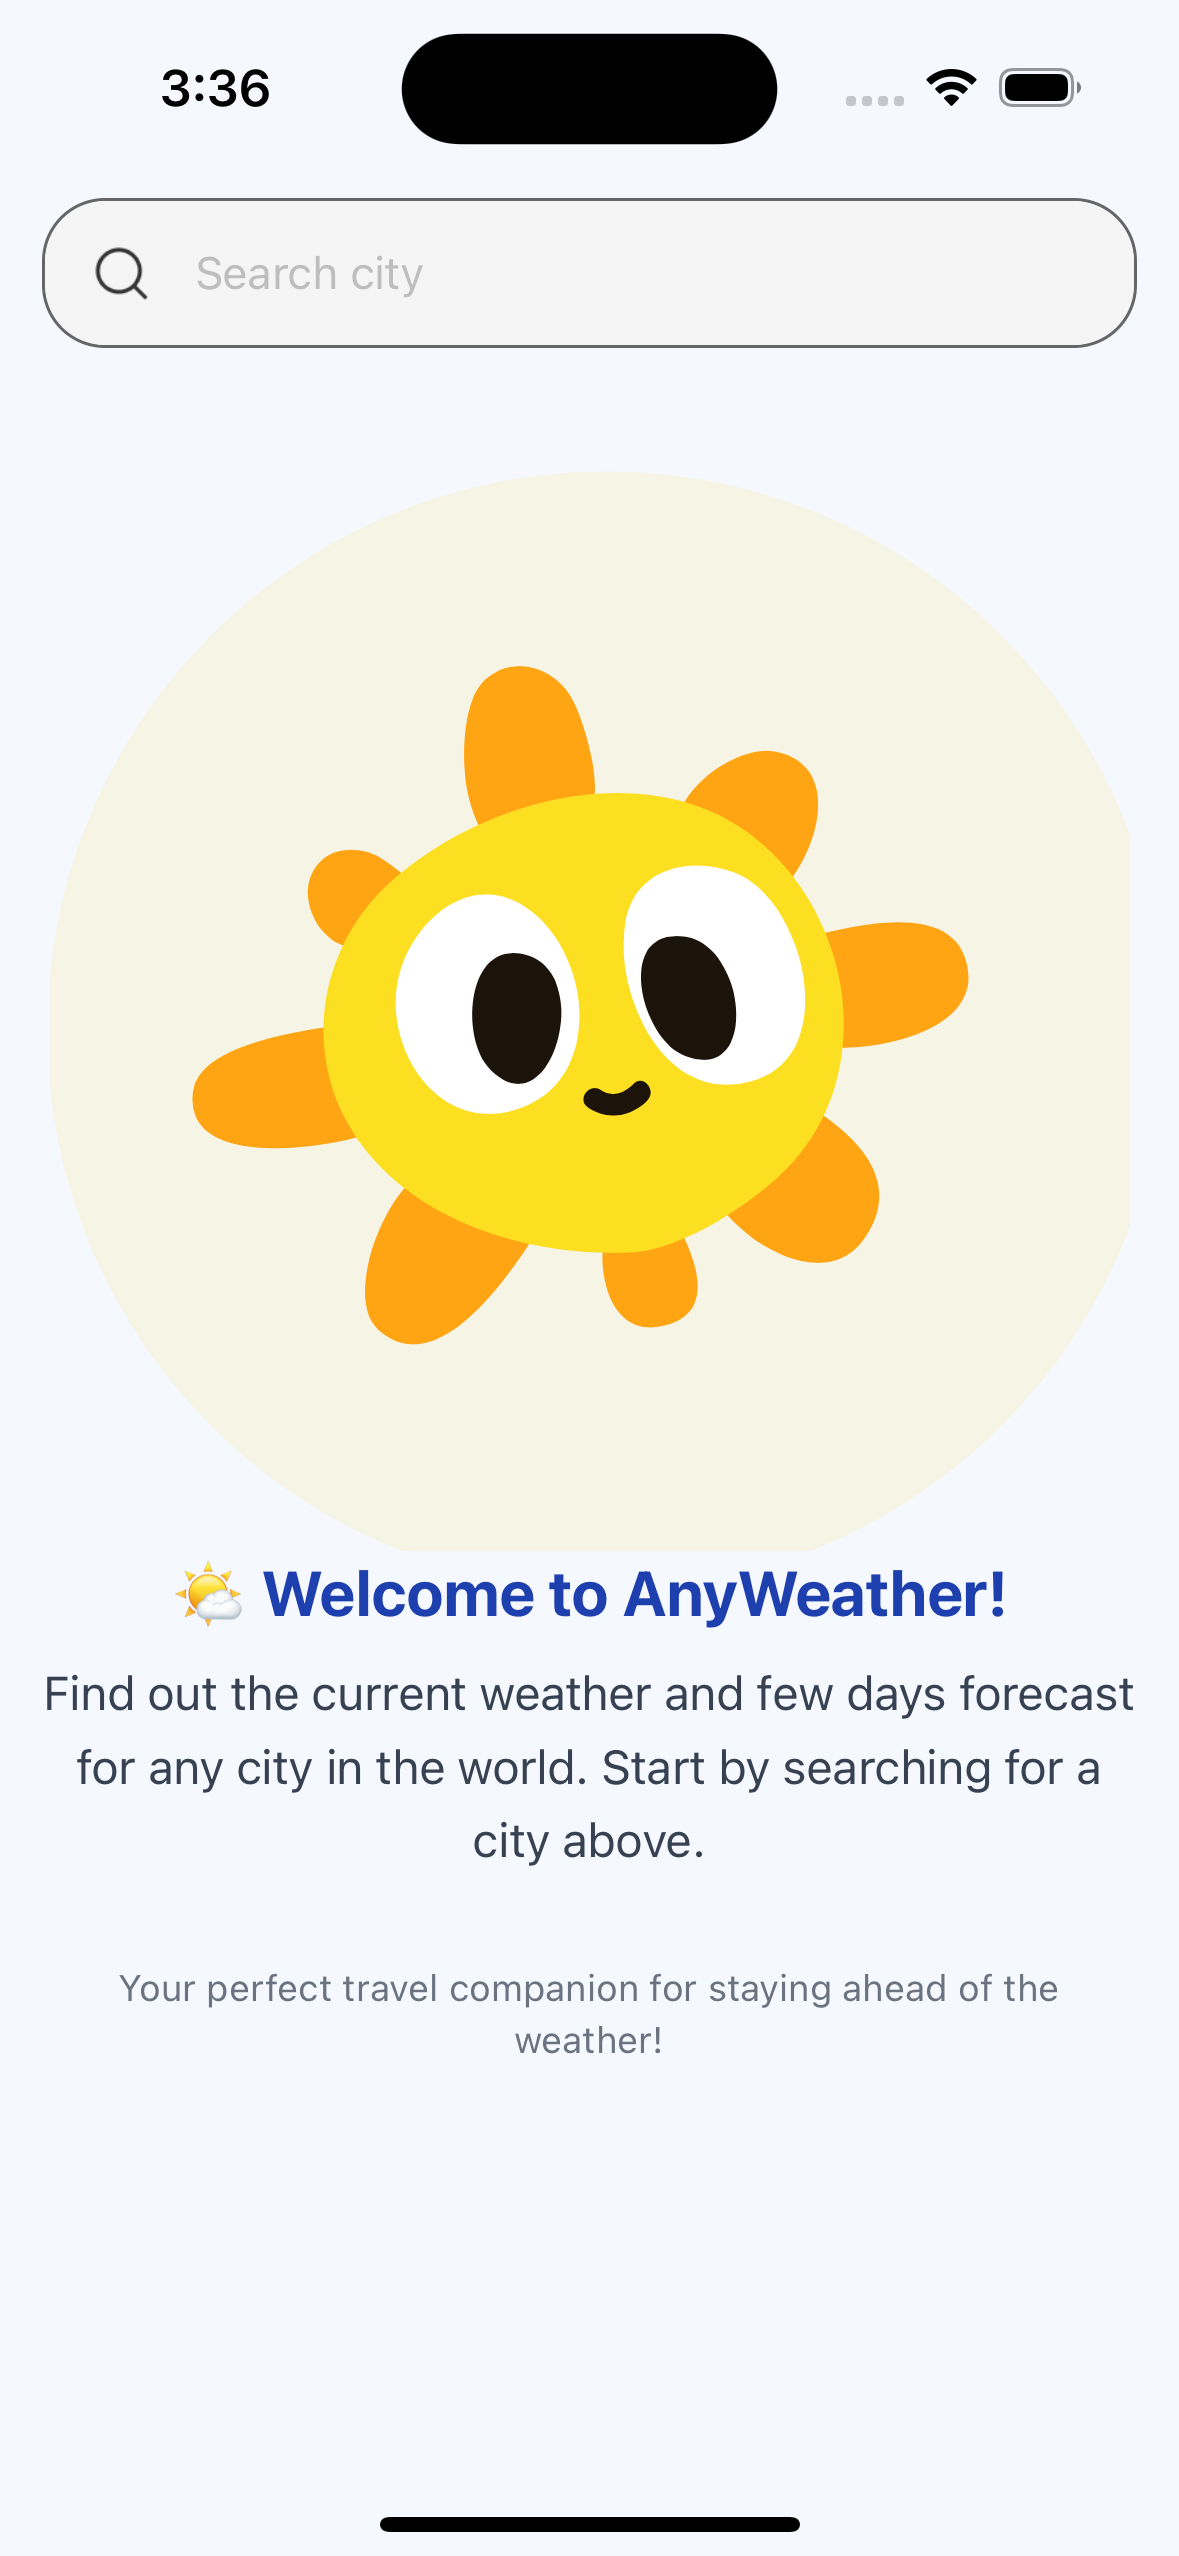 3:36
Search city
🌤️ Welcome to AnyWeather!
Find out the current weather and few days forecast
for any city in the world. Start by searching for a
city above.
Your perfect travel companion for staying ahead of the
weather!